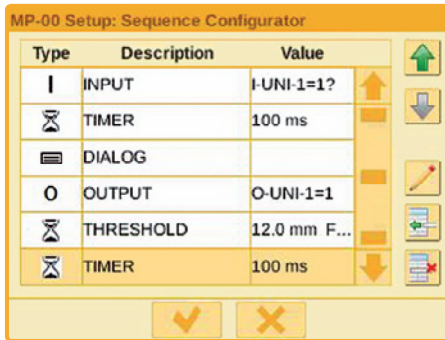 MP-00 Setup: Sequence Configurator
Type Description Value
I INPUT I-UNI-1=1?
TIMER 100 ms
DIALOG
O OUTPUT O-UNI-1=1
THRESHOLD 12.0 mm F...
TIMER 100 ms